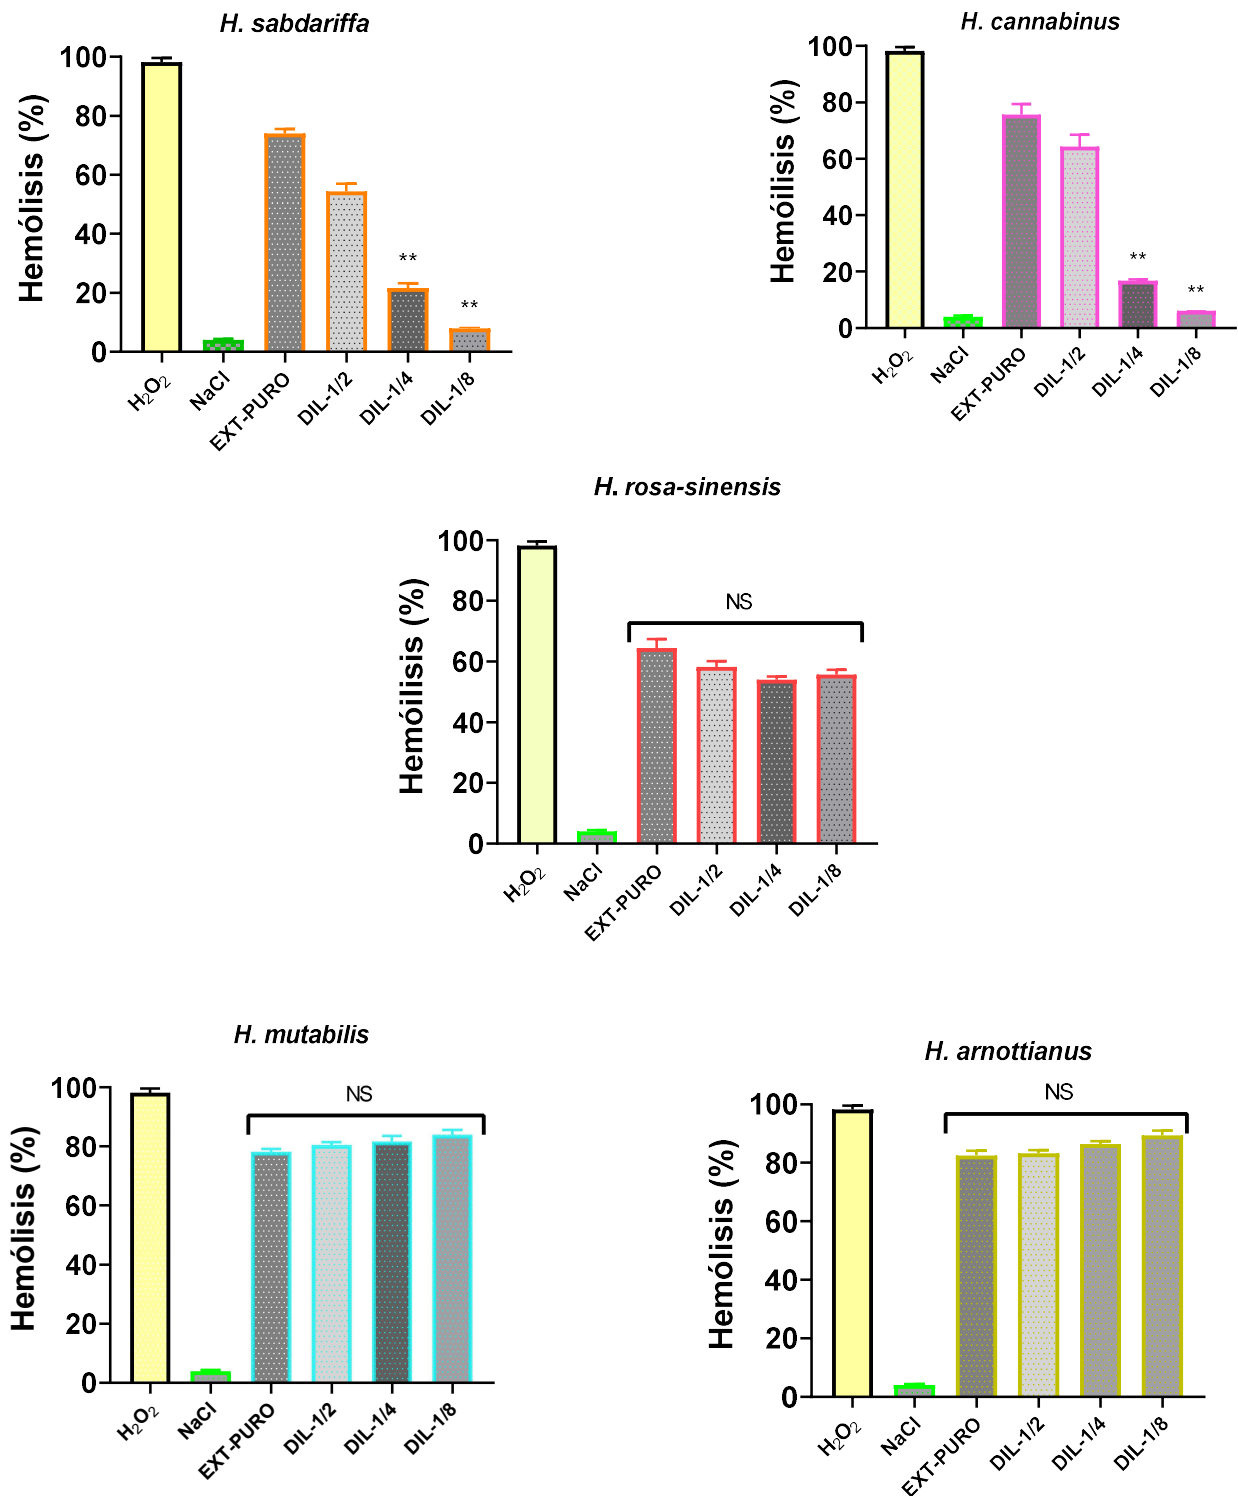 H. sabdariffa
Hemólisis (%)
100
80
60
40
20
0
**
**
H₂O₂
NaCl
EXT-PURO
DIL-1/2
DIL-1/4
DIL-1/8
H. cannabinus
Hemóilisis (%)
100
80
60
40
20
0
**
**
H₂O₂
NaCl
EXT-PURO
DIL-1/2
DIL-1/4
DIL-1/8
H. rosa-sinensis
Hemóilisis (%)
100
80
60
40
20
0
NS
H₂O₂
NaCl
EXT-PURO
DIL-1/2
DIL-1/4
DIL-1/8
H. mutabilis
Hemólisis (%)
100
80
60
40
20
0
NS
H₂O₂
NaCl
EXT-PURO
DIL-1/2
DIL-1/4
DIL-1/8
H. arnottianus
Hemólisis (%)
100
80
60
40
20
0
NS
H₂O₂
NaCl
EXT-PURO
DIL-1/2
DIL-1/4
DIL-1/8